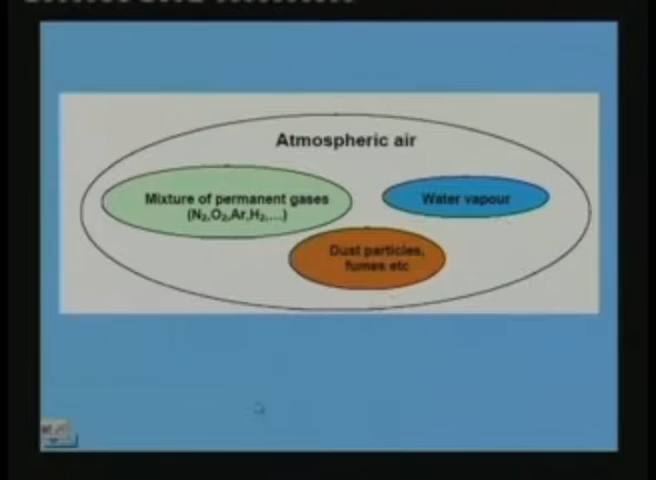 Atmospheric air
Mixture of permanent gases
(N₂,O₂,Ar,H₂,...)
Water vapour
Dust particles,
fumes etc